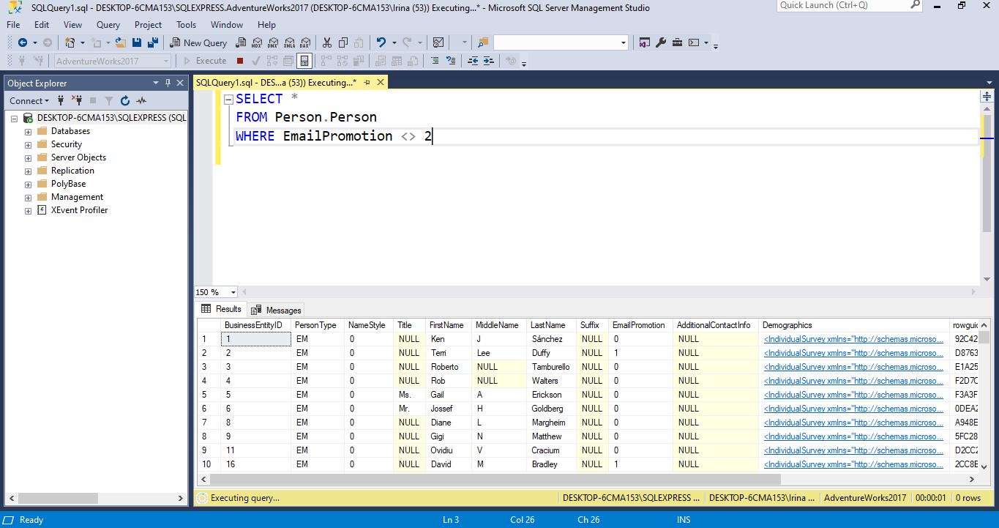 SQLQuery1.sql - DESKTOP-6CMA153\SQLEXPRESS.AdventureWorks2017 (DESKTOP-6CMA153\Irina (53)) Executing...* - Microsoft SQL Server Management Studio
Quick Launch (Ctrl+Q)
File Edit View Query Project Tools Window Help
New Query MDX DMX XMLA DAX
AdventureWorks2017 Execute
Object Explorer
SQLQuery1.sql - DES...a (53)) Executing...*
Connect
DESKTOP-6CMA153\SQLEXPRESS (SQL
Databases
Security
Server Objects
Replication
PolyBase
Management
XEvent Profiler
SELECT *
FROM Person.Person
WHERE EmailPromotion <> 2
150 %
Results Messages
BusinessEntityID PersonType NameStyle Title FirstName MiddleName LastName Suffix EmailPromotion AdditionalContactInfo Demographics rowguid
1 1 EM 0 NULL Ken J Sánchez NULL 0 NULL <IndividualSurvey xmlns="http://schemas.microso... 92C42
2 2 EM 0 NULL Terri Lee Duffy NULL 1 NULL <IndividualSurvey xmlns="http://schemas.microso... D8763
3 3 EM 0 NULL Roberto NULL Tamburello NULL 0 NULL <IndividualSurvey xmlns="http://schemas.microso... E1A25
4 4 EM 0 NULL Rob NULL Walters NULL 0 NULL <IndividualSurvey xmlns="http://schemas.microso... F2D7C
5 5 EM 0 Ms. Gail A Erickson NULL 0 NULL <IndividualSurvey xmlns="http://schemas.microso... F3A3F
6 6 EM 0 Mr. Jossef H Goldberg NULL 0 NULL <IndividualSurvey xmlns="http://schemas.microso... 0DEA2
7 8 EM 0 NULL Diane L Margheim NULL 0 NULL <IndividualSurvey xmlns="http://schemas.microso... A948E
8 9 EM 0 NULL Gigi N Matthew NULL 0 NULL <IndividualSurvey xmlns="http://schemas.microso... 5FC28
9 11 EM 0 NULL Ovidiu V Cracium NULL 0 NULL <IndividualSurvey xmlns="http://schemas.microso... D2CC2
10 16 EM 0 NULL David M Bradley NULL 1 NULL <IndividualSurvey xmlns="http://schemas.microso... 2CC8E
Executing query... DESKTOP-6CMA153\SQLEXPRESS ... DESKTOP-6CMA153\Irina ... AdventureWorks2017 00:00:01 0 rows
Ready Ln 3 Col 26 Ch 26 INS